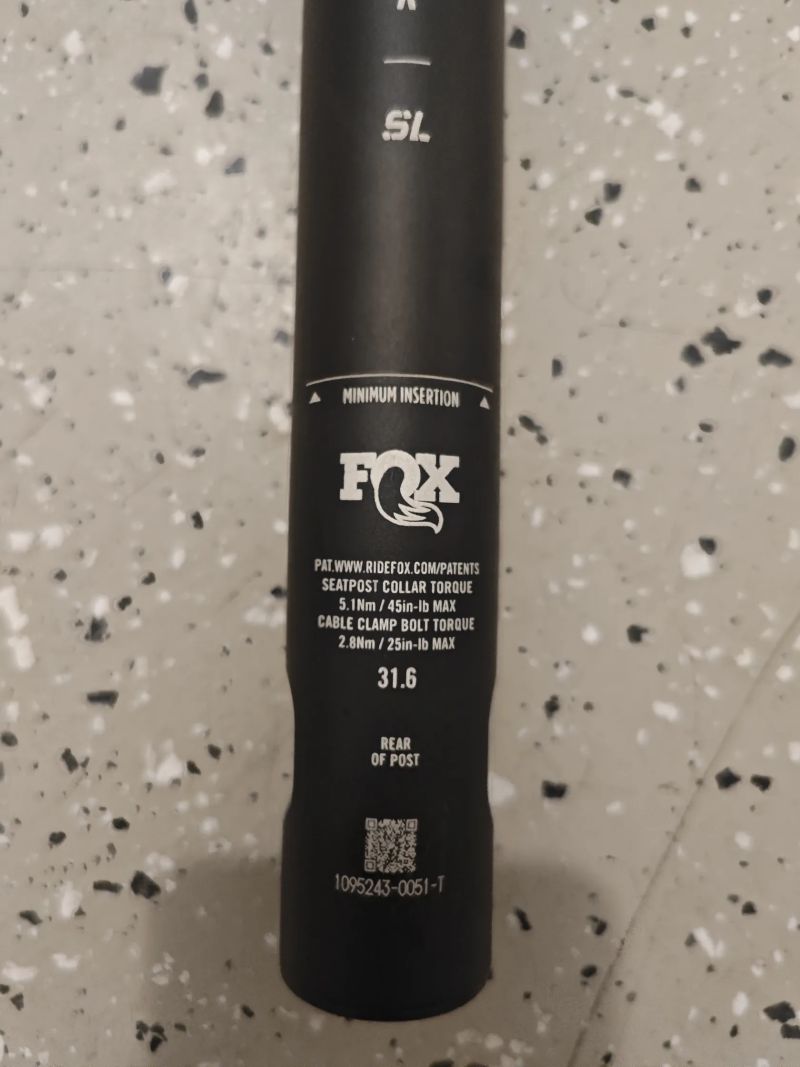 SL
MINIMUM INSERTION
FOX
PAT.WWW.RIDEFOX.COM/PATENTS
SEATPOST COLLAR TORQUE
5.1Nm / 45in-lb MAX
CABLE CLAMP BOLT TORQUE
2.8Nm / 25in-lb MAX
31.6
REAR
OF POST
1095243-0051-T